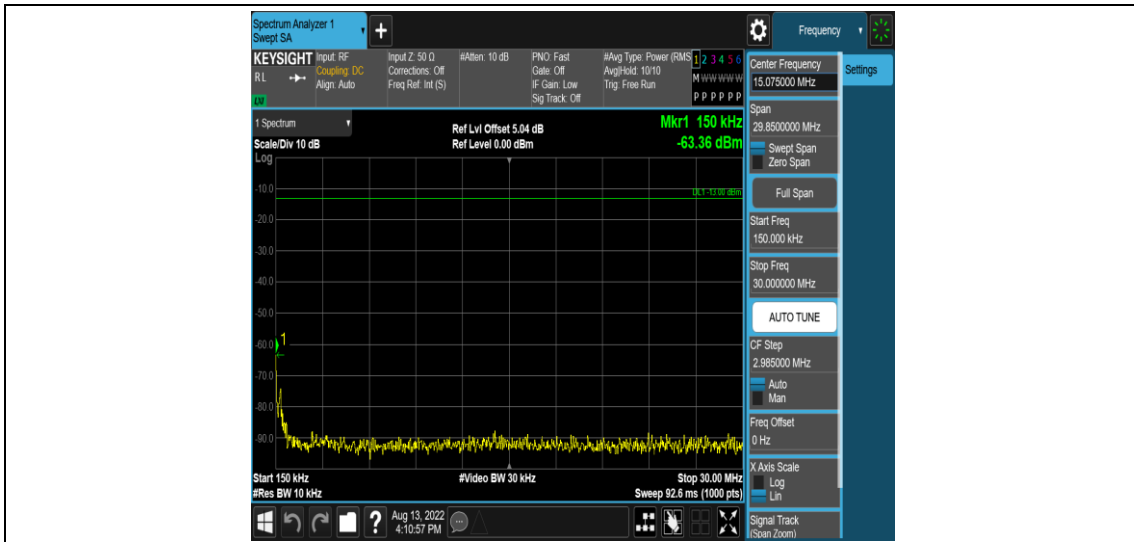 Spectrum Analyzer 1
Swept SA
+
Frequency
KEYSIGHT
RL
LXI
Input: RF
Coupling: DC
Align: Auto
Input Z: 50 Ω
Corrections: Off
Freq Ref: Int (S)
#Atten: 10 dB
PNO: Fast
Gate: Off
IF Gain: Low
Sig Track: Off
#Avg Type: Power (RMS
Avg|Hold: 10/10
Trig: Free Run
1 2 3 4 5 6
M W W W W W
P P P P P P
1 Spectrum
Scale/Div 10 dB
Log
Ref Lvl Offset 5.04 dB
Ref Level 0.00 dBm
Mkr1 150 kHz
-63.36 dBm
DL1 -13.00 dBm
-10.0
-20.0
-30.0
-40.0
-50.0
-60.0
-70.0
-80.0
-90.0
1
Start 150 kHz
#Res BW 10 kHz
#Video BW 30 kHz
Stop 30.00 MHz
Sweep 92.6 ms (1000 pts)
Center Frequency
15.075000 MHz
Settings
Span
29.8500000 MHz
Swept Span
Zero Span
Full Span
Start Freq
150.000 kHz
Stop Freq
30.000000 MHz
AUTO TUNE
CF Step
2.985000 MHz
Auto
Man
Freq Offset
0 Hz
X Axis Scale
Log
Lin
Signal Track
(Span Zoom)
?
Aug 13, 2022
4:10:57 PM